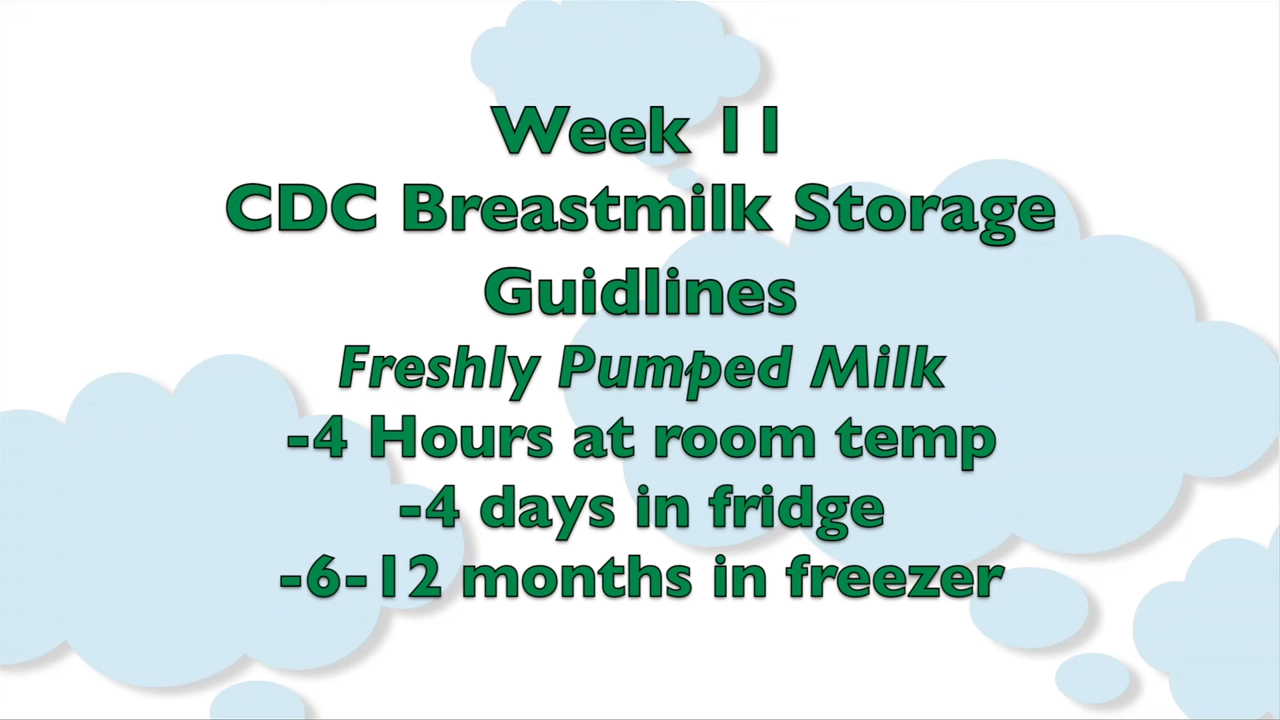 Week 11
CDC Breastmilk Storage
Guidlines
Freshly Pumped Milk
-4 Hours at room temp
-4 days in fridge
-6-12 months in freezer